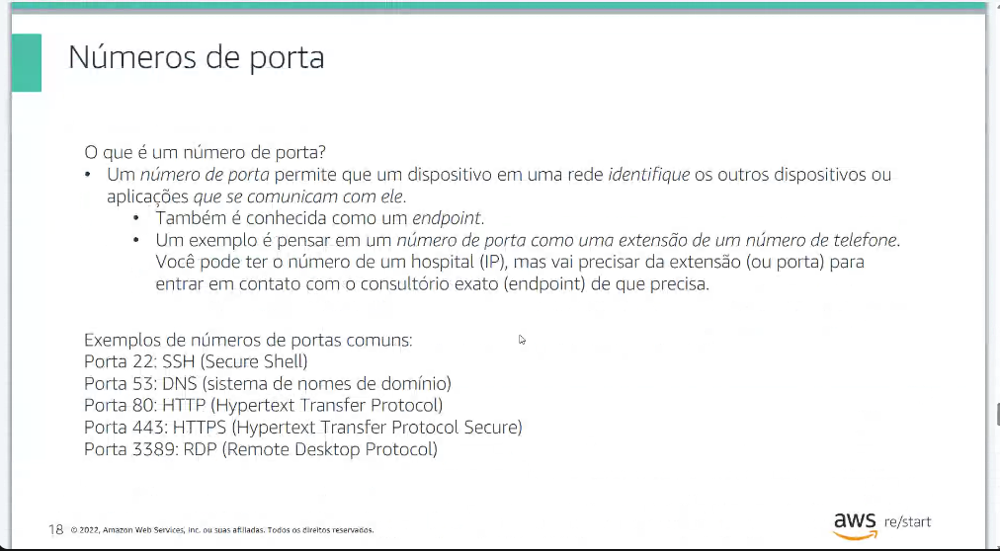 Números de porta
O que é um número de porta?
• Um número de porta permite que um dispositivo em uma rede identifique os outros dispositivos ou
aplicações que se comunicam com ele.
• Também é conhecida como um endpoint.
• Um exemplo é pensar em um número de porta como uma extensão de um número de telefone.
Você pode ter o número de um hospital (IP), mas vai precisar da extensão (ou porta) para
entrar em contato com o consultório exato (endpoint) de que precisa.
Exemplos de números de portas comuns:
Porta 22: SSH (Secure Shell)
Porta 53: DNS (sistema de nomes de domínio)
Porta 80: HTTP (Hypertext Transfer Protocol)
Porta 443: HTTPS (Hypertext Transfer Protocol Secure)
Porta 3389: RDP (Remote Desktop Protocol)
18 © 2022, Amazon Web Services, Inc. ou suas afiliadas. Todos os direitos reservados.
aws re/start